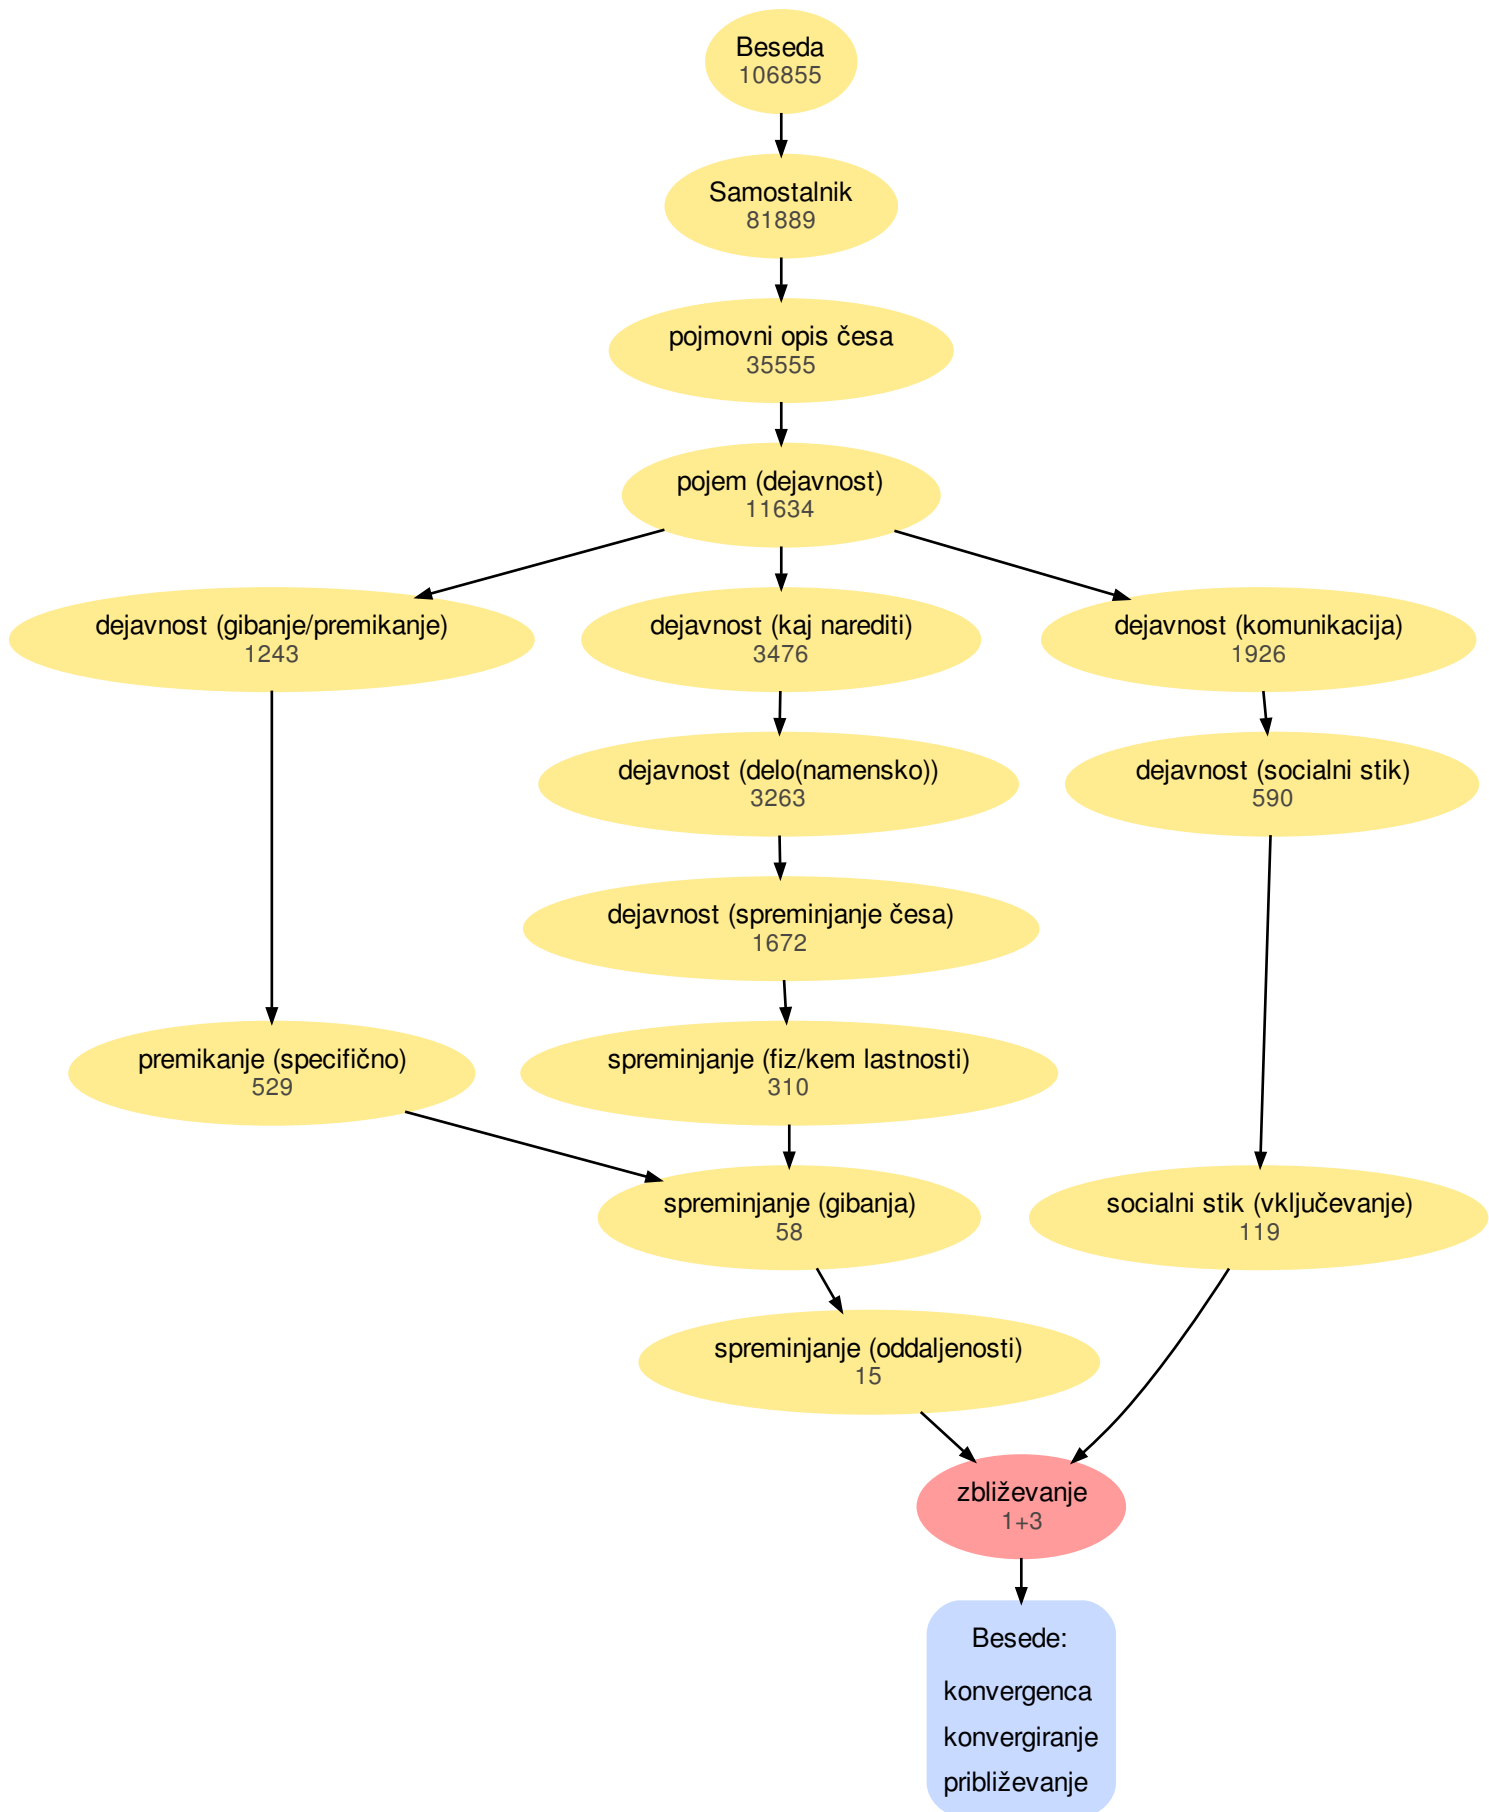 Beseda
106855
Samostalnik
81889
pojmovni opis česa
35555
pojem (dejavnost)
11634
dejavnost (gibanje/premikanje)
1243
dejavnost (kaj narediti)
3476
dejavnost (komunikacija)
1926
dejavnost (delo(namensko))
3263
dejavnost (socialni stik)
590
dejavnost (spreminjanje česa)
1672
premikanje (specifično)
529
spreminjanje (fiz/kem lastnosti)
310
spreminjanje (gibanja)
58
socialni stik (vključevanje)
119
spreminjanje (oddaljenosti)
15
zbliževanje
1+3
Besede:
konvergenca
konvergiranje
približevanje